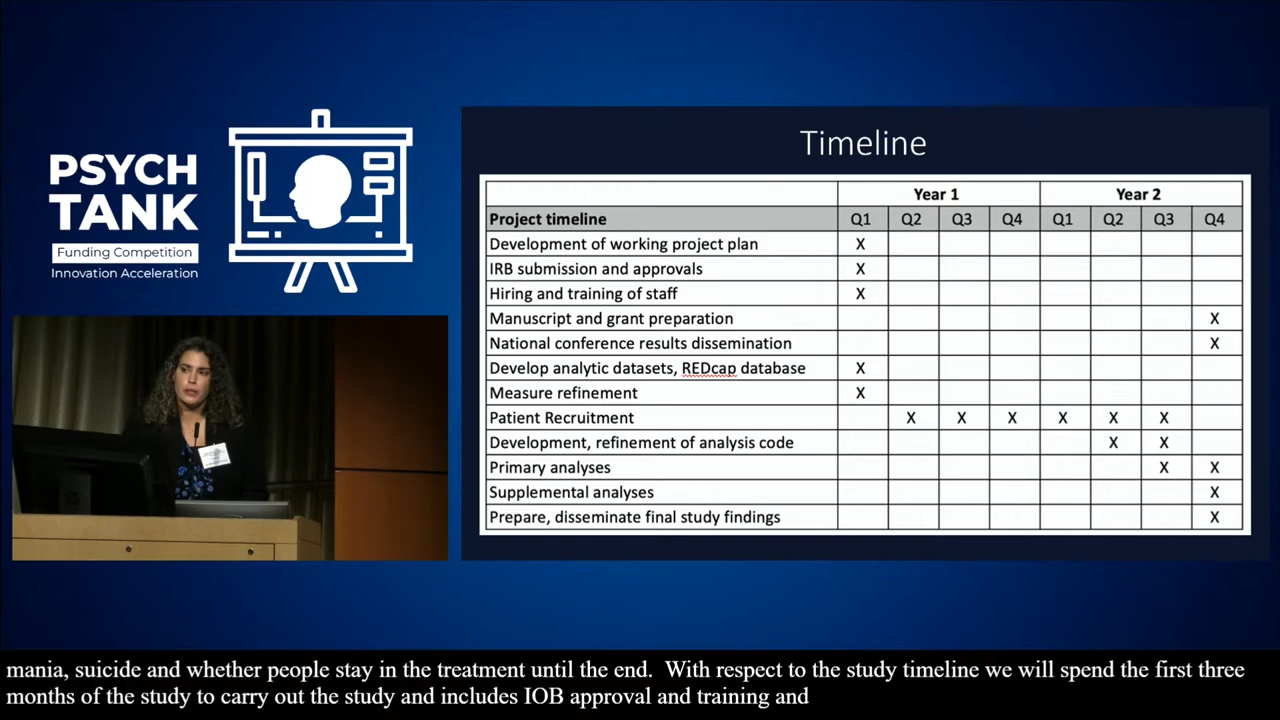 PSYCH
TANK
Funding Competition
Innovation Acceleration
Timeline
Year 1 Year 2
Project timeline Q1 Q2 Q3 Q4 Q1 Q2 Q3 Q4
Development of working project plan X
IRB submission and approvals X
Hiring and training of staff X
Manuscript and grant preparation X
National conference results dissemination X
Develop analytic datasets, REDcap database X
Measure refinement X
Patient Recruitment X X X X X X
Development, refinement of analysis code X X
Primary analyses X X
Supplemental analyses X
Prepare, disseminate final study findings X
mania, suicide and whether people stay in the treatment until the end. With respect to the study timeline we will spend the first three
months of the study to carry out the study and includes IOB approval and training and